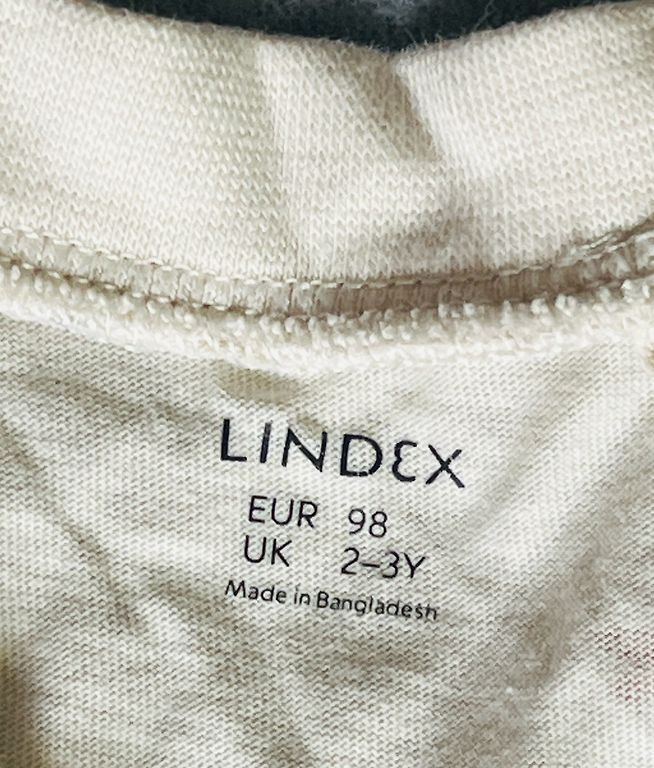 LINDEX
EUR 98
UK 2–3Y
Made in Bangladesh